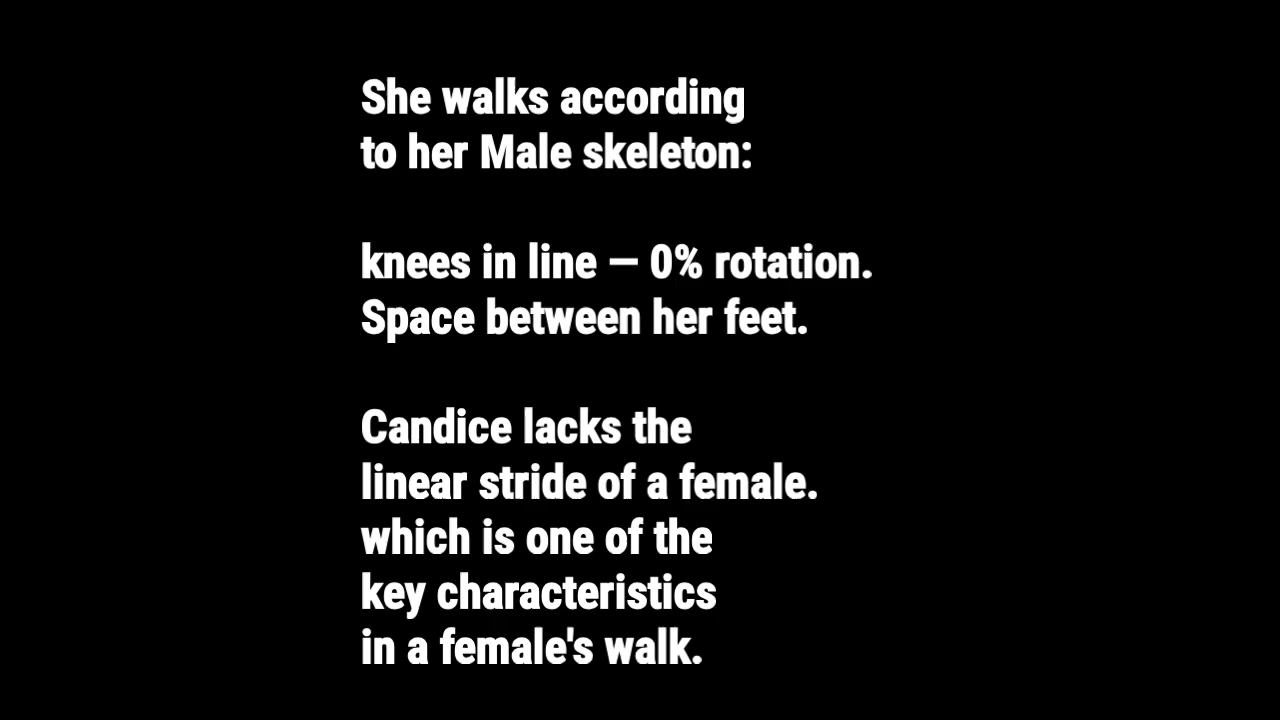 She walks according
to her Male skeleton:
knees in line — 0% rotation.
Space between her feet.
Candice lacks the
linear stride of a female.
which is one of the
key characteristics
in a female's walk.